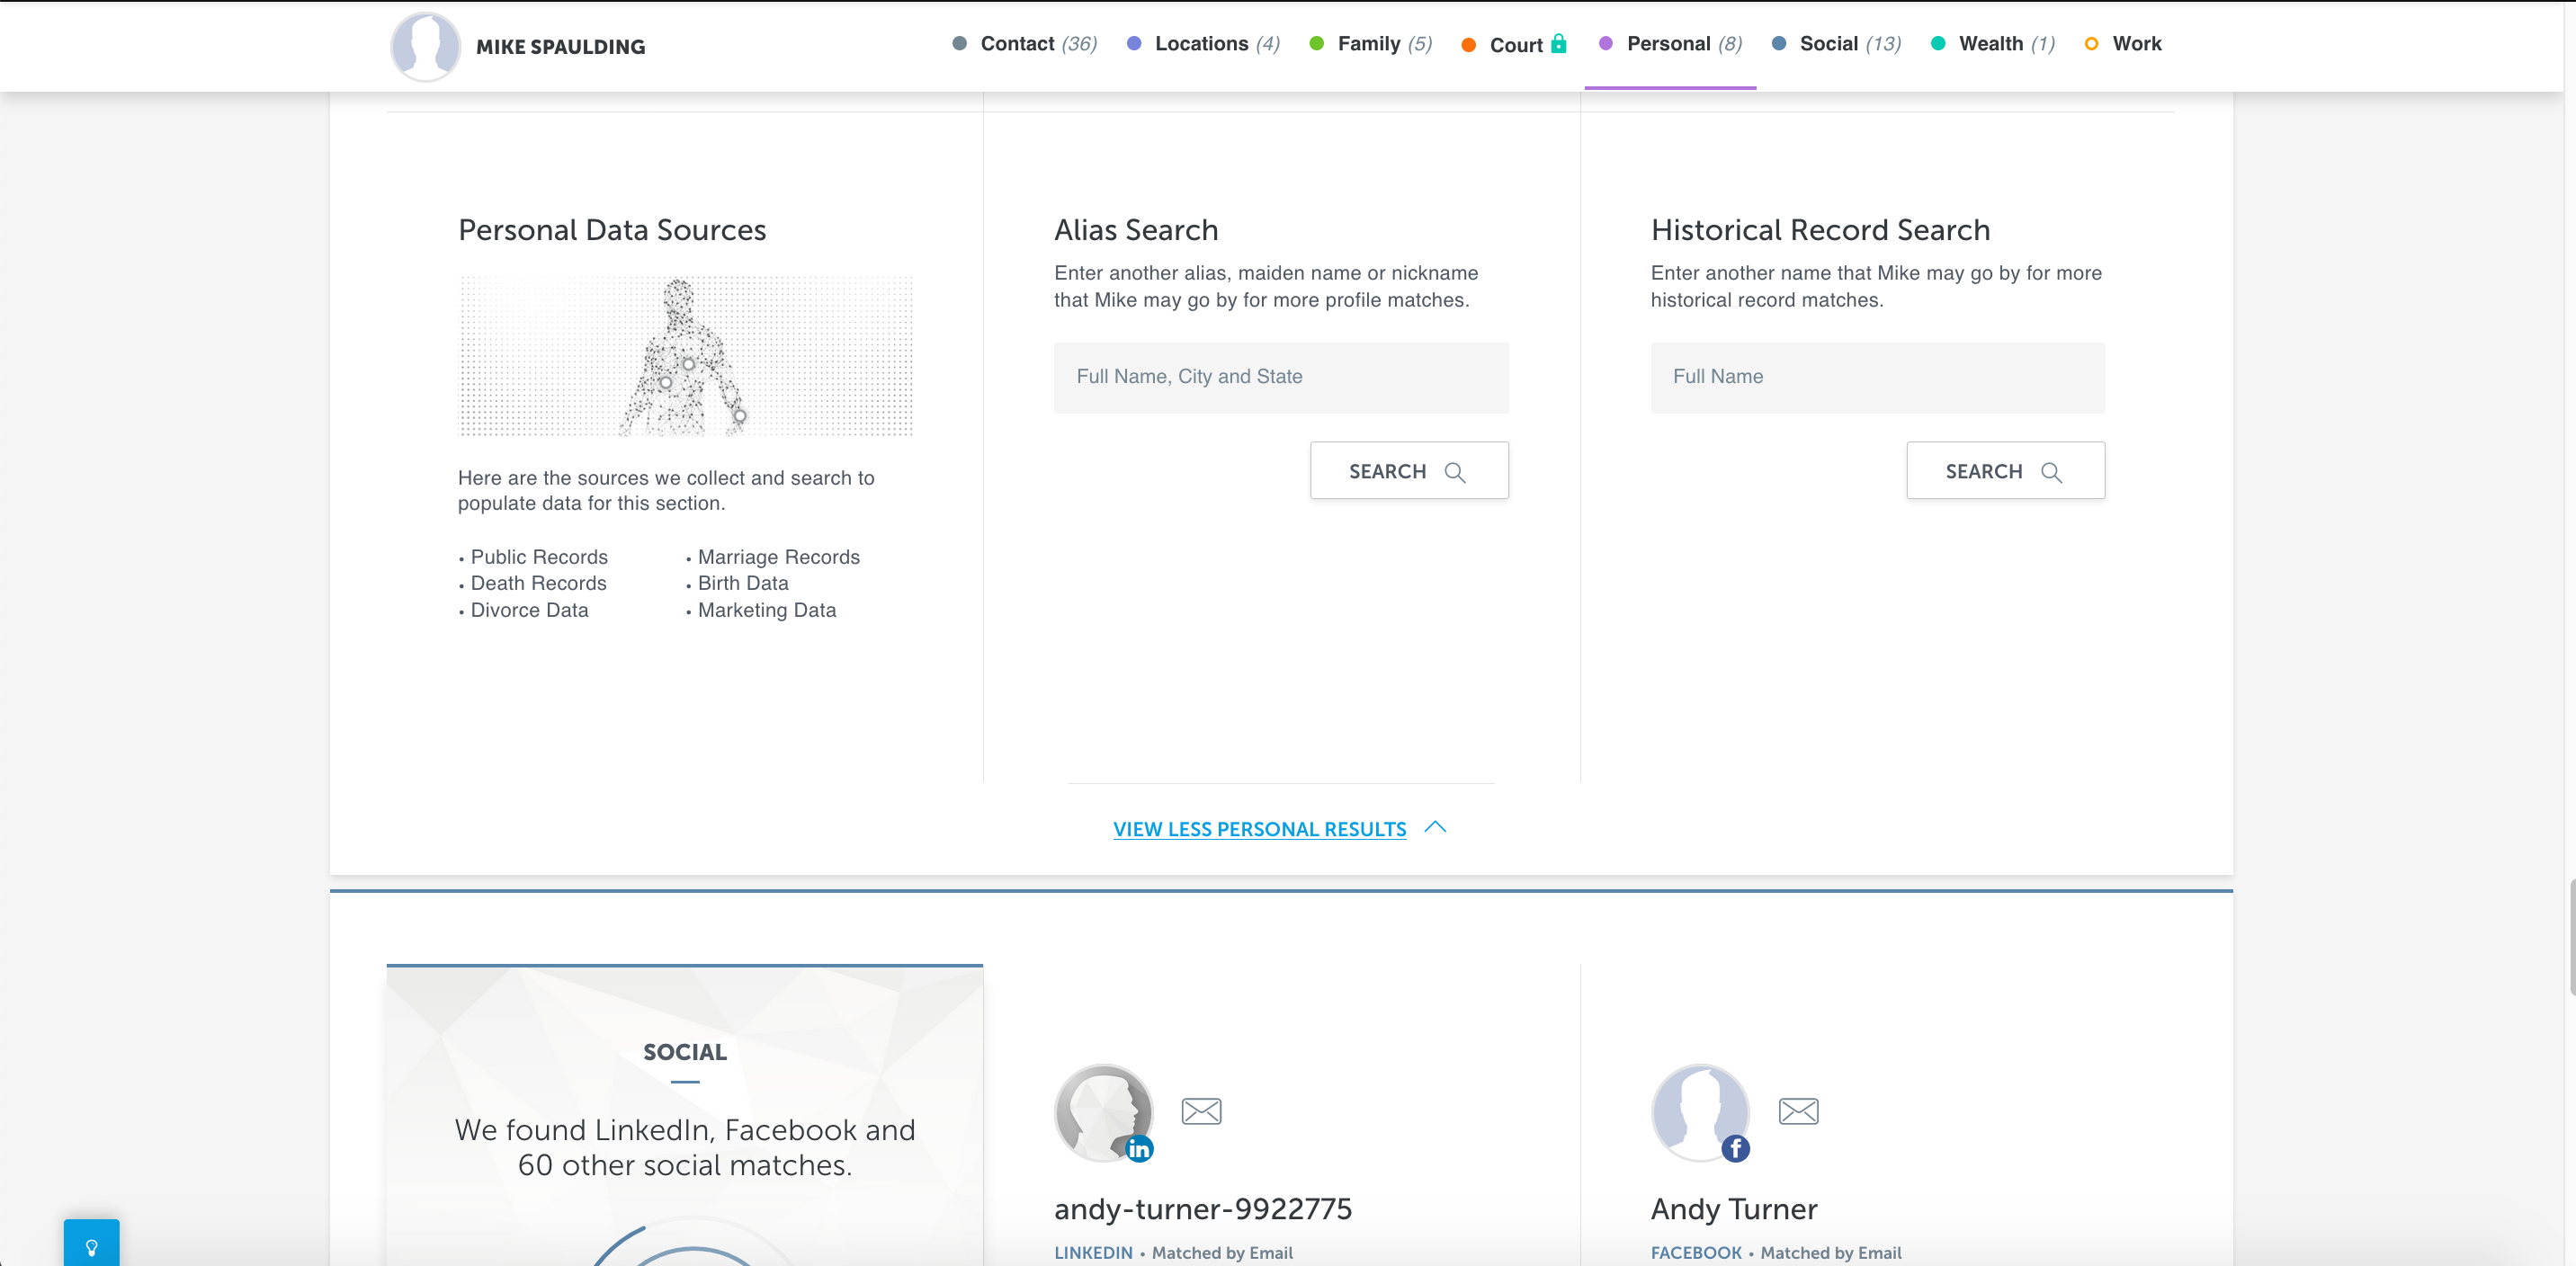 MIKE SPAULDING
Contact (36)
Locations (4)
Family (5)
Court
Personal (8)
Social (13)
Wealth (1)
Work
Personal Data Sources
Here are the sources we collect and search to
populate data for this section.
• Public Records
• Death Records
• Divorce Data
• Marriage Records
• Birth Data
• Marketing Data
Alias Search
Enter another alias, maiden name or nickname
that Mike may go by for more profile matches.
Full Name, City and State
SEARCH
Historical Record Search
Enter another name that Mike may go by for more
historical record matches.
Full Name
SEARCH
VIEW LESS PERSONAL RESULTS
SOCIAL
We found LinkedIn, Facebook and
60 other social matches.
in
andy-turner-9922775
LINKEDIN • Matched by Email
f
Andy Turner
FACEBOOK • Matched by Email